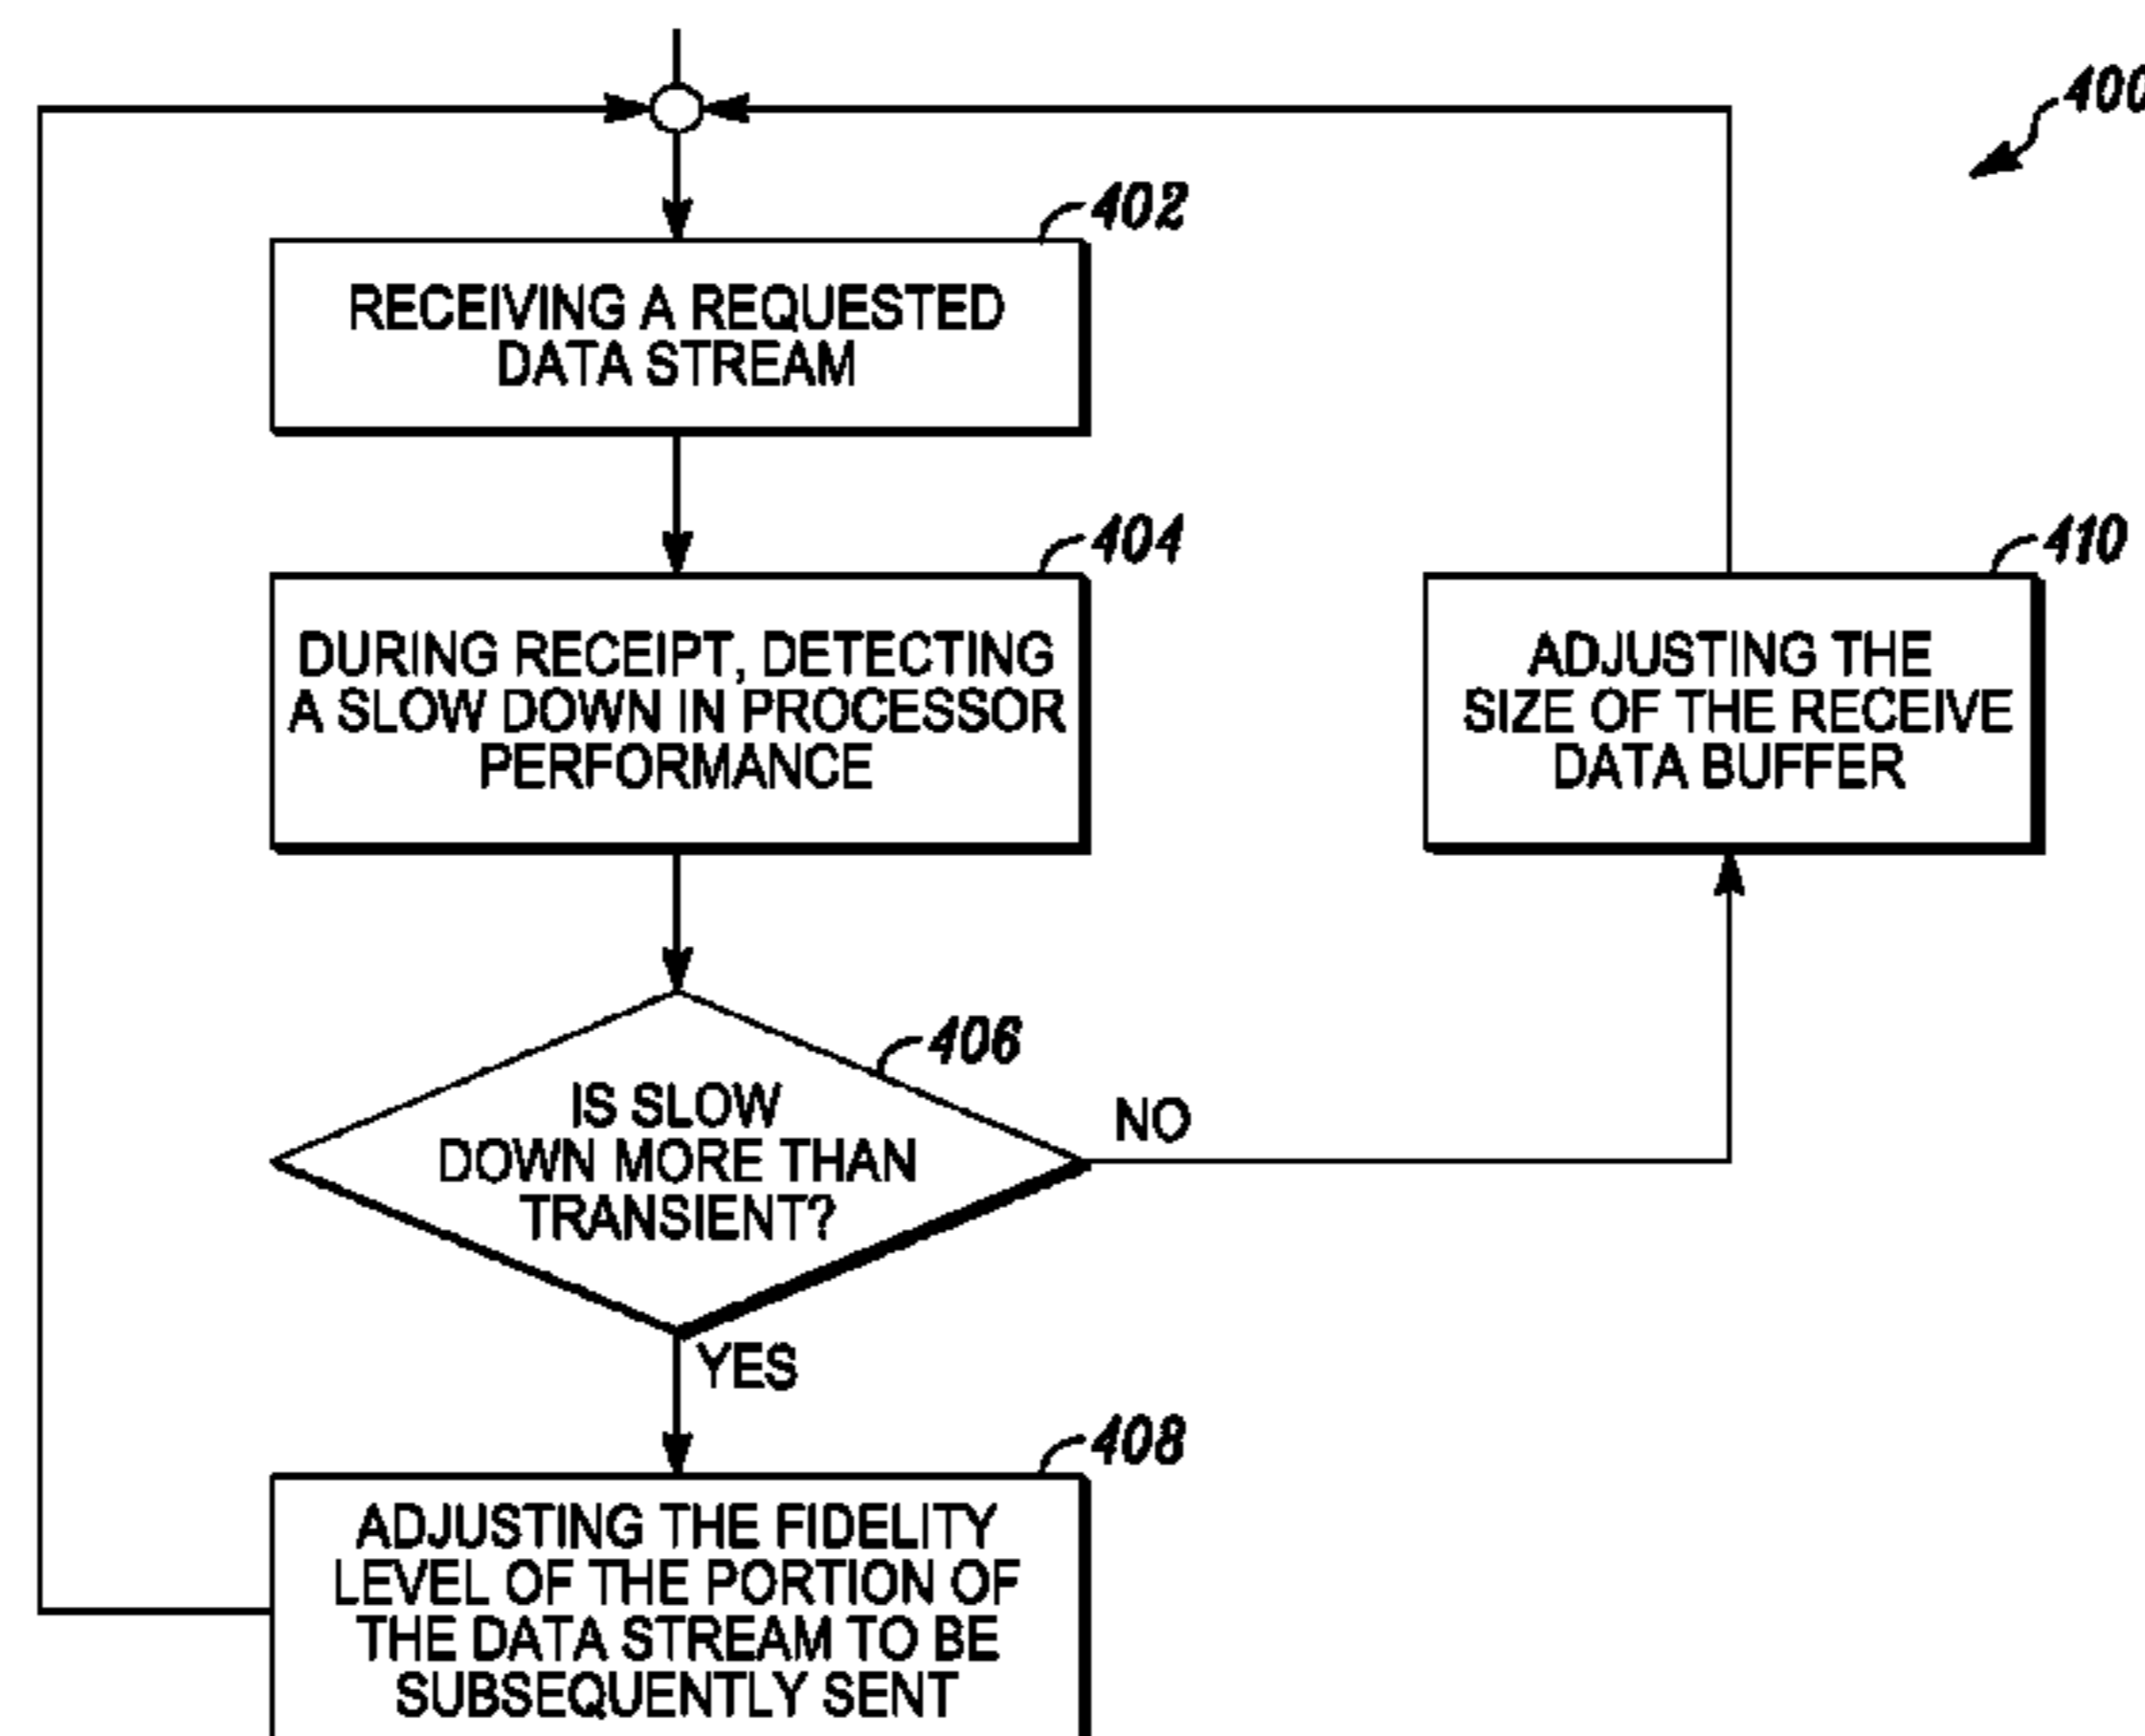 400
402
RECEIVING A REQUESTED
DATA STREAM
404
DURING RECEIPT, DETECTING
A SLOW DOWN IN PROCESSOR
PERFORMANCE
410
ADJUSTING THE
SIZE OF THE RECEIVE
DATA BUFFER
406
IS SLOW
DOWN MORE THAN
TRANSIENT?
NO
YES
408
ADJUSTING THE FIDELITY
LEVEL OF THE PORTION OF
THE DATA STREAM TO BE
SUBSEQUENTLY SENT